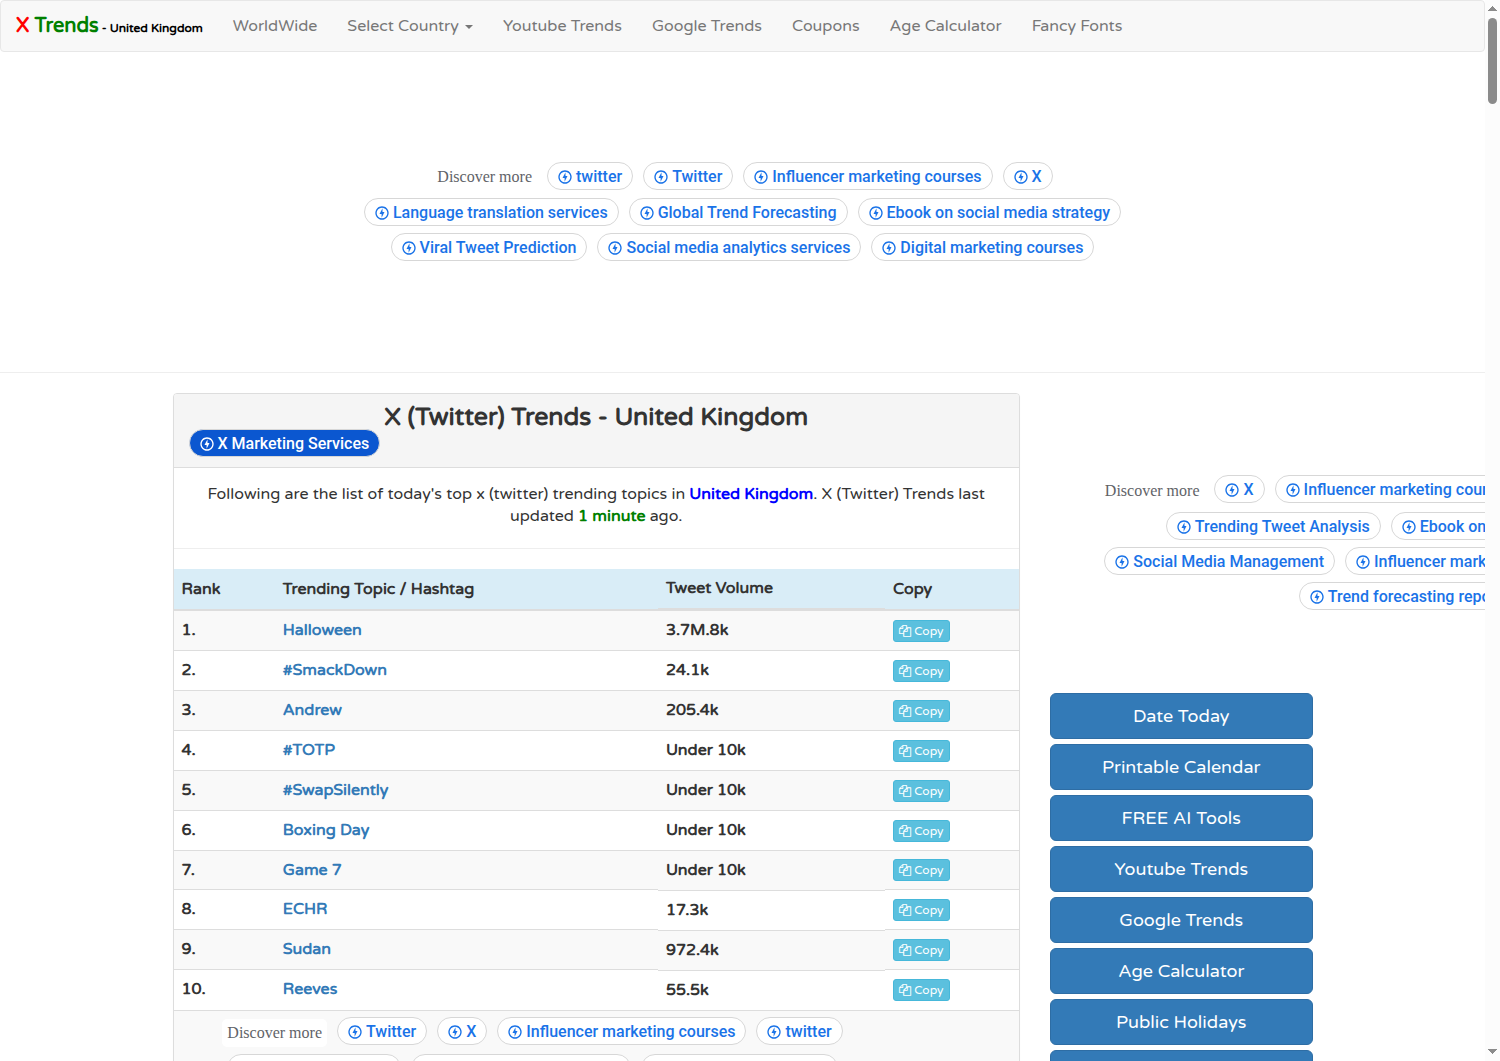 X Trends - United Kingdom WorldWide Select Country Youtube Trends Google Trends Coupons Age Calculator Fancy Fonts
Discover more twitter Twitter Influencer marketing courses X
Language translation services Global Trend Forecasting Ebook on social media strategy
Viral Tweet Prediction Social media analytics services Digital marketing courses
X (Twitter) Trends - United Kingdom
X Marketing Services
Following are the list of today's top x (twitter) trending topics in United Kingdom. X (Twitter) Trends last
updated 1 minute ago.
Rank Trending Topic / Hashtag Tweet Volume Copy
1. Halloween 3.7M.8k Copy
2. #SmackDown 24.1k Copy
3. Andrew 205.4k Copy
4. #TOTP Under 10k Copy
5. #SwapSilently Under 10k Copy
6. Boxing Day Under 10k Copy
7. Game 7 Under 10k Copy
8. ECHR 17.3k Copy
9. Sudan 972.4k Copy
10. Reeves 55.5k Copy
Discover more Twitter X Influencer marketing courses twitter
Discover more X Influencer marketing
Trending Tweet Analysis Ebook on
Social Media Management Influencer
Trend forecasting
Date Today
Printable Calendar
FREE AI Tools
Youtube Trends
Google Trends
Age Calculator
Public Holidays